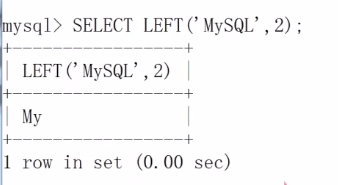 mysql> SELECT LEFT('MySQL',2);
+-----------------+
| LEFT('MySQL',2) |
+-----------------+
| My              |
+-----------------+
1 row in set (0.00 sec)